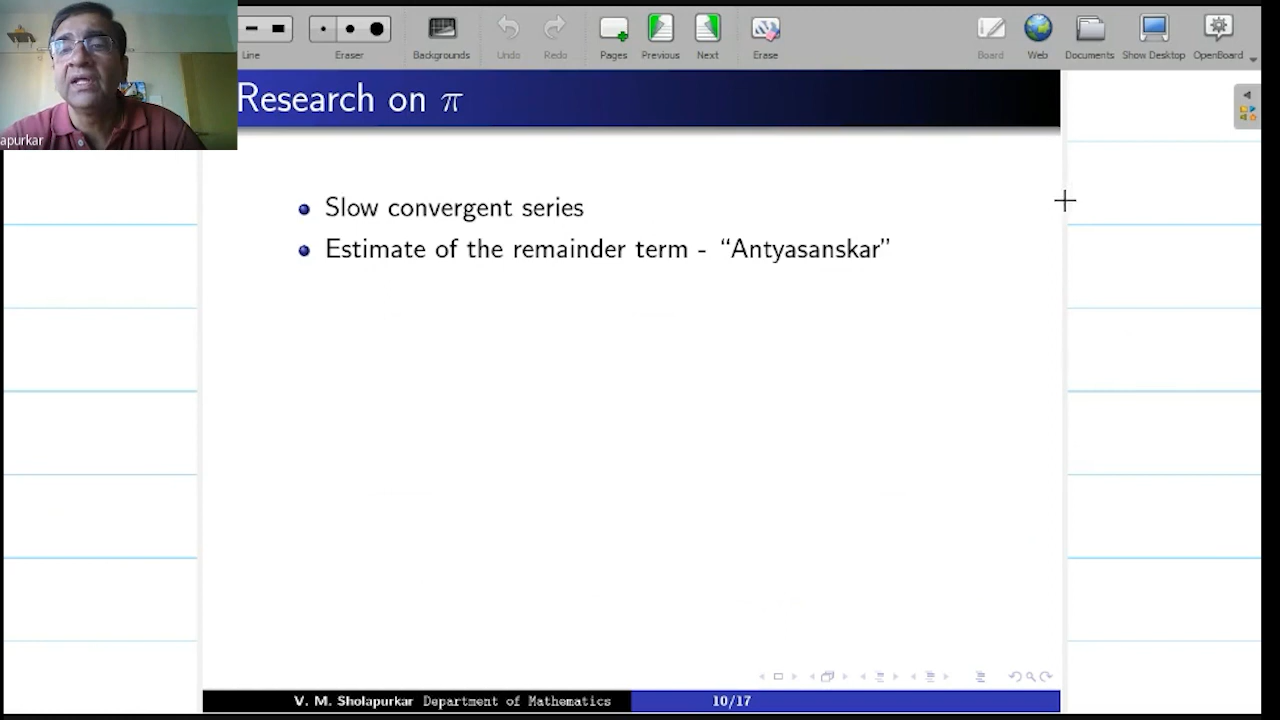 Line
Eraser
Backgrounds
Undo
Redo
Pages
Previous
Next
Erase
Board
Web
Documents
Show Desktop
OpenBoard
apurkar
Research on π
Slow convergent series
Estimate of the remainder term - “Antyasanskar”
V. M. Sholapurkar Department of Mathematics
10/17